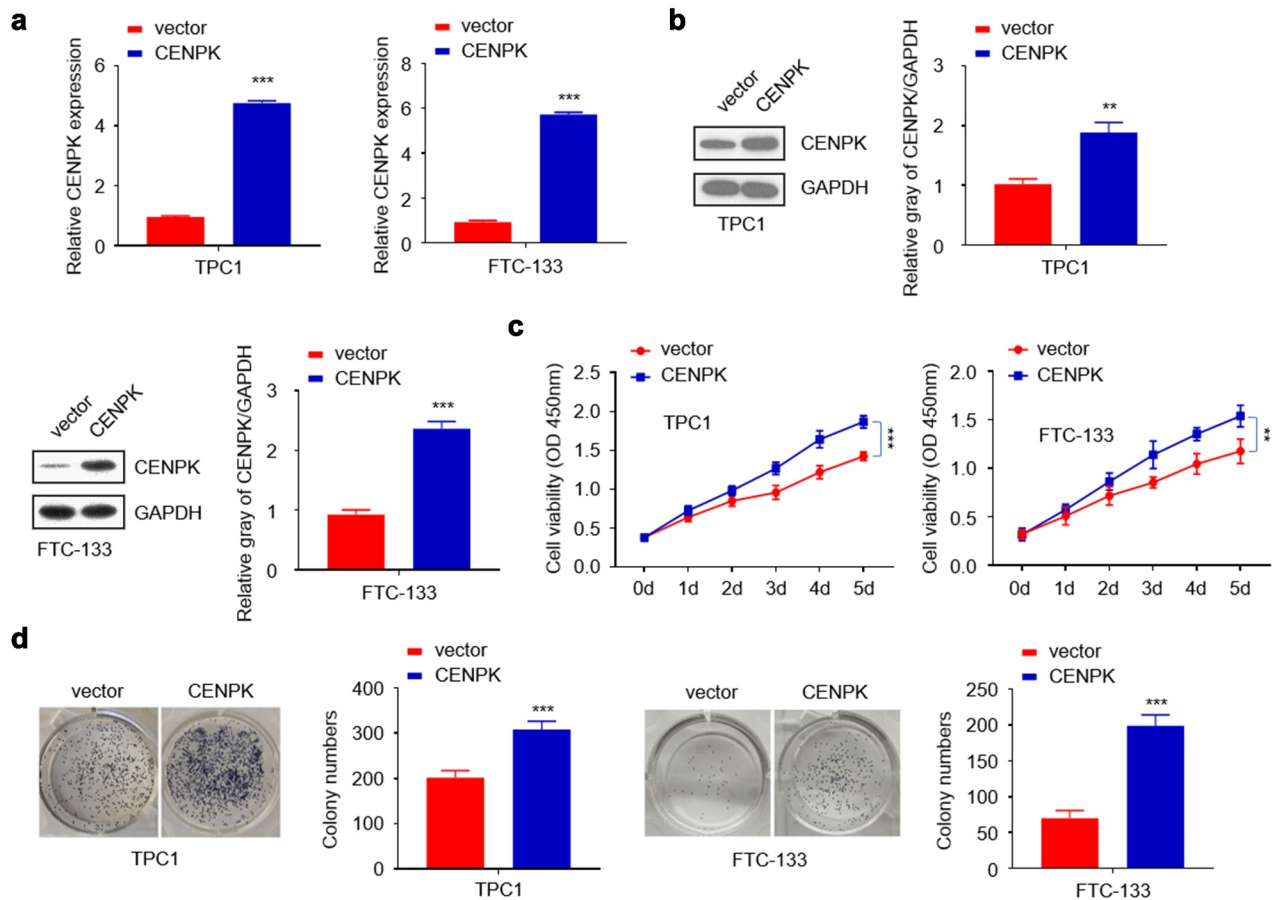 a
vector
CENPK
Relative CENPK expression
6
4
2
0
***
TPC1
vector
CENPK
Relative CENPK expression
8
6
4
2
0
***
FTC-133
b
vector
CENPK
CENPK
GAPDH
TPC1
vector
CENPK
Relative gray of CENPK/GAPDH
3
2
1
0
**
TPC1
vector
CENPK
CENPK
GAPDH
FTC-133
vector
CENPK
Relative gray of CENPK/GAPDH
3
2
1
0
***
FTC-133
c
vector
CENPK
Cell viability (OD 450nm)
2.5
2.0
1.5
1.0
0.5
0.0
TPC1
***
0d 1d 2d 3d 4d 5d
vector
CENPK
Cell viability (OD 450nm)
2.0
1.5
1.0
0.5
0.0
FTC-133
**
0d 1d 2d 3d 4d 5d
d
vector CENPK
TPC1
vector
CENPK
Colony numbers
400
300
200
100
0
***
TPC1
vector CENPK
FTC-133
vector
CENPK
Colony numbers
250
200
150
100
50
0
***
FTC-133